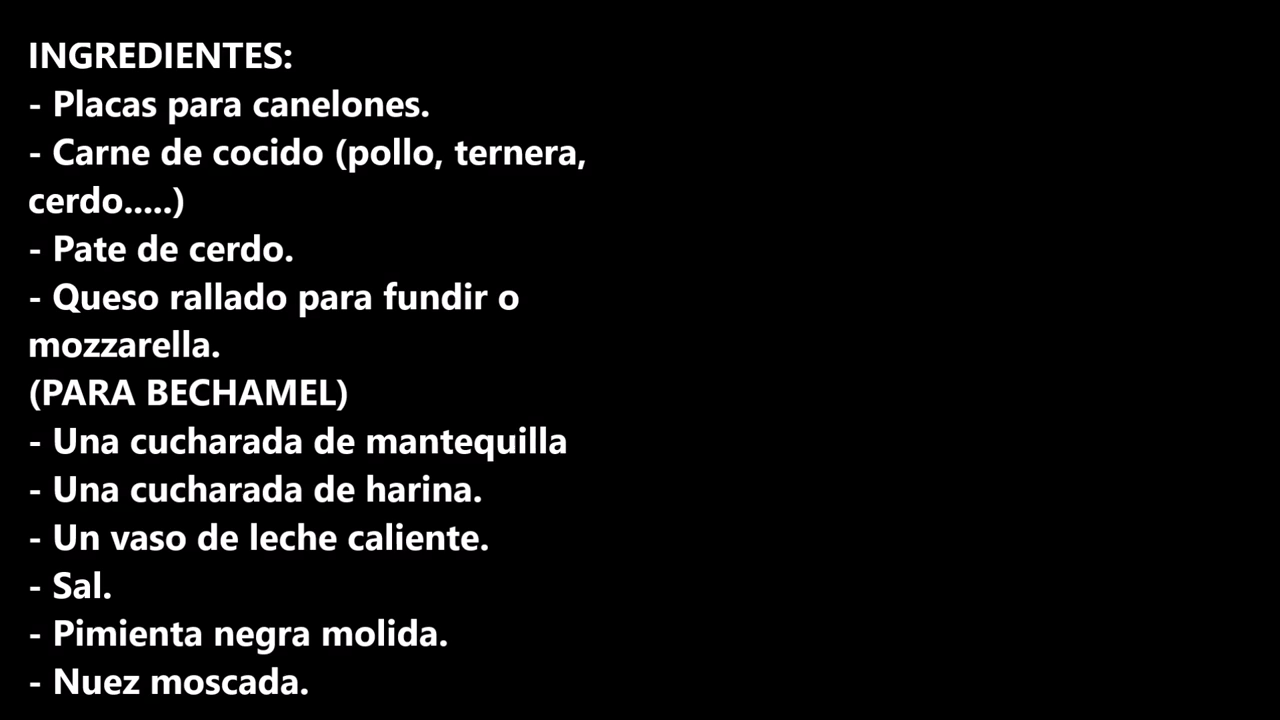 INGREDIENTES:
- Placas para canelones.
- Carne de cocido (pollo, ternera,
cerdo.....)
- Pate de cerdo.
- Queso rallado para fundir o
mozzarella.
(PARA BECHAMEL)
- Una cucharada de mantequilla
- Una cucharada de harina.
- Un vaso de leche caliente.
- Sal.
- Pimienta negra molida.
- Nuez moscada.